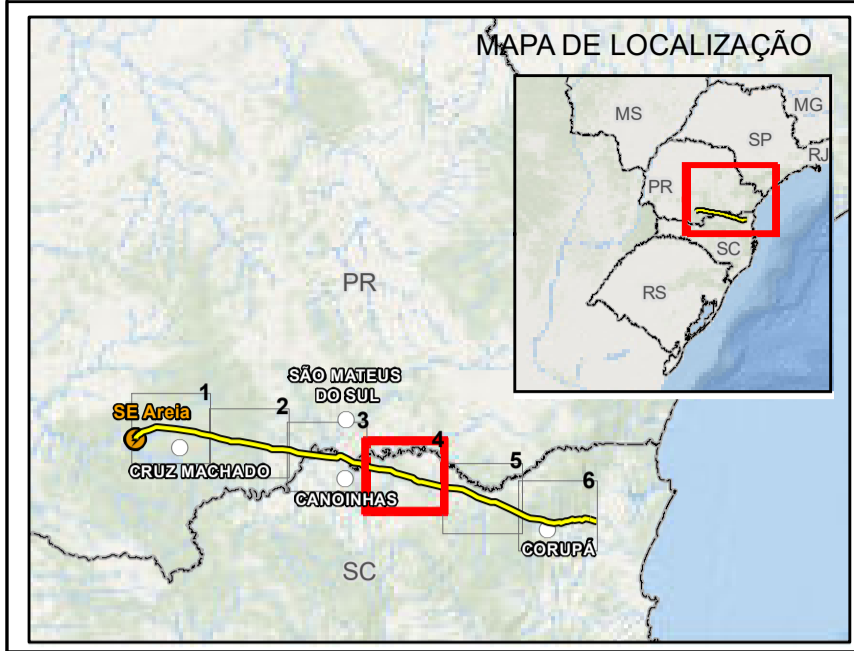 MAPA DE LOCALIZAÇÃO
MS
MG
SP
RJ
PR
SC
RS
PR
SÃO MATEUS
DO SUL
1
2
3
4
5
6
SE Areia
CRUZ MACHADO
CANOINHAS
CORUPÁ
SC